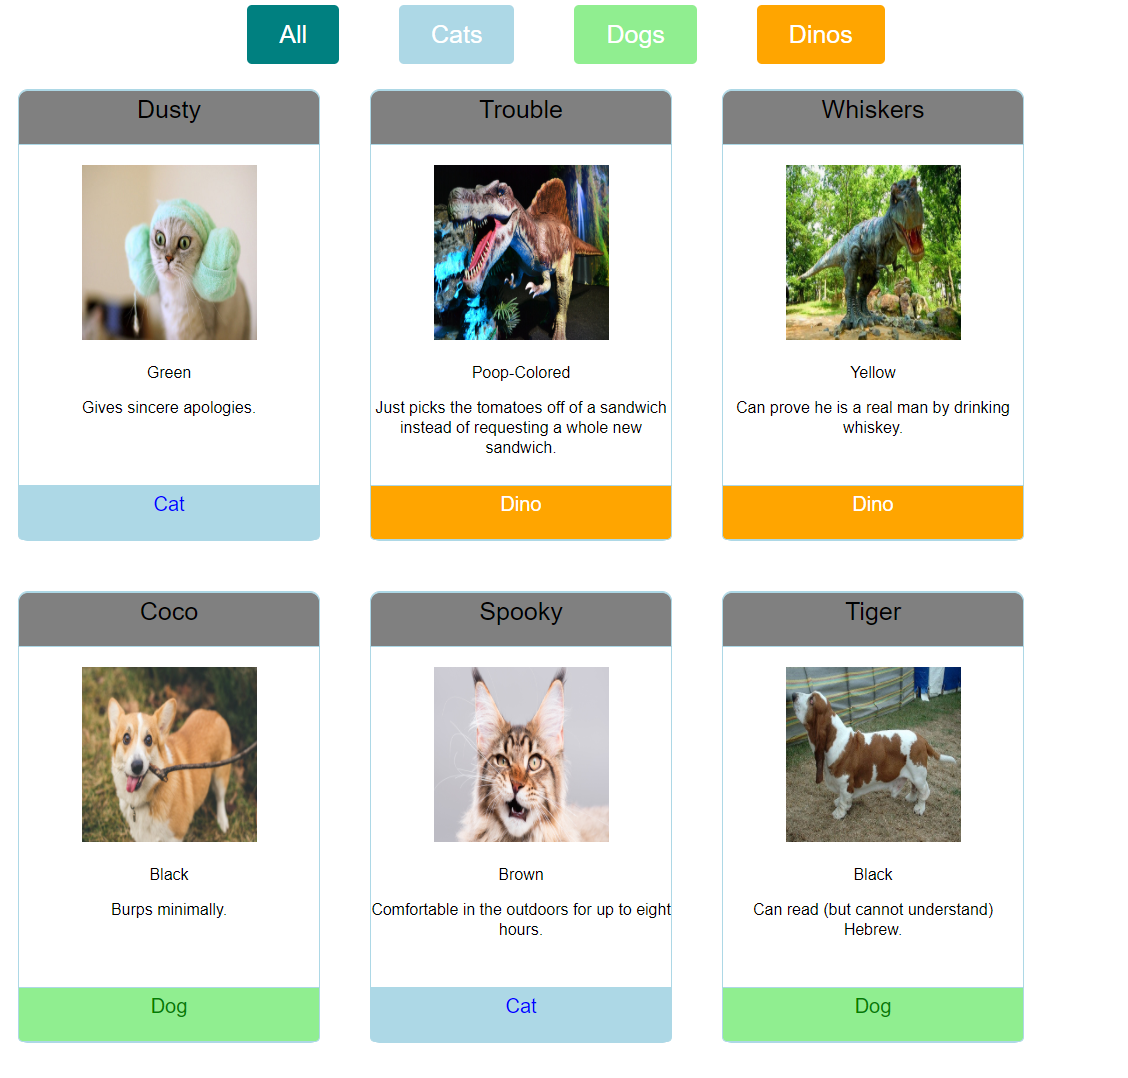 All
Cats
Dogs
Dinos
Dusty
Green
Gives sincere apologies.
Cat
Trouble
Poop-Colored
Just picks the tomatoes off of a sandwich
instead of requesting a whole new
sandwich.
Dino
Whiskers
Yellow
Can prove he is a real man by drinking
whiskey.
Dino
Coco
Black
Burps minimally.
Dog
Spooky
Brown
Comfortable in the outdoors for up to eight
hours.
Cat
Tiger
Black
Can read (but cannot understand)
Hebrew.
Dog